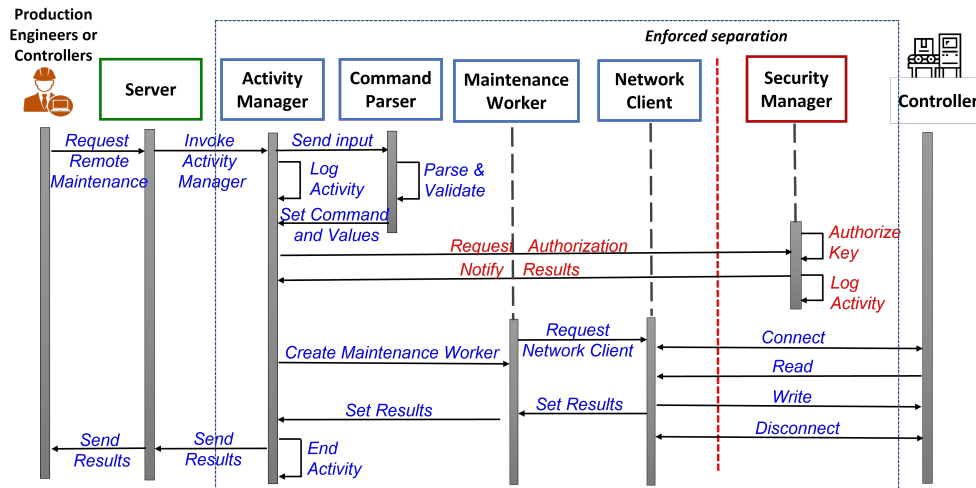 Production
Engineers or
Controllers
Enforced separation
Server
Activity
Manager
Command
Parser
Maintenance
Worker
Network
Client
Security
Manager
Controller
Request
Remote
Maintenance
Invoke
Activity
Manager
Send input
Log
Activity
Parse &
Validate
Set Command
and Values
Request Authorization
Authorize
Key
Notify Results
Log
Activity
Request
Network Client
Create Maintenance Worker
Connect
Read
Write
Set Results
Set Results
Disconnect
Send
Results
Send
Results
End
Activity